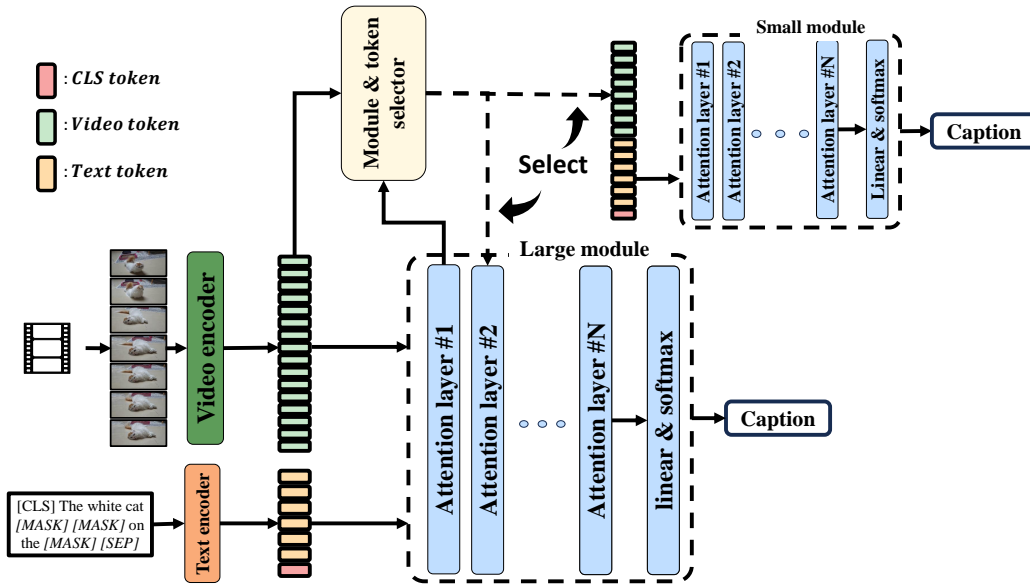 : CLS token
: Video token
: Text token
Module & token
selector
Select
Small module
Attention layer #1
Attention layer #2
Attention layer #N
Linear & softmax
Caption
Large module
Attention layer #1
Attention layer #2
Attention layer #N
linear & softmax
Caption
Video encoder
Text encoder
[CLS] The white cat
[MASK] [MASK] on
the [MASK] [SEP]